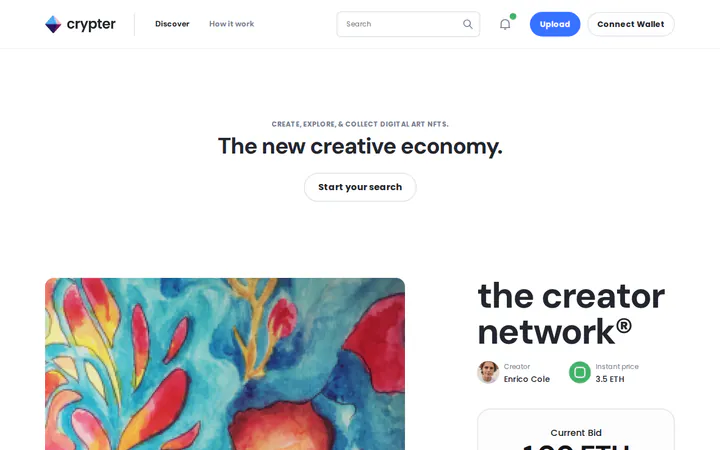 crypter
Discover
How it work
Search
Upload
Connect Wallet
CREATE, EXPLORE, & COLLECT DIGITAL ART NFTS.
The new creative economy.
Start your search
the creator
network®
Creator
Enrico Cole
Instant price
3.5 ETH
Current Bid